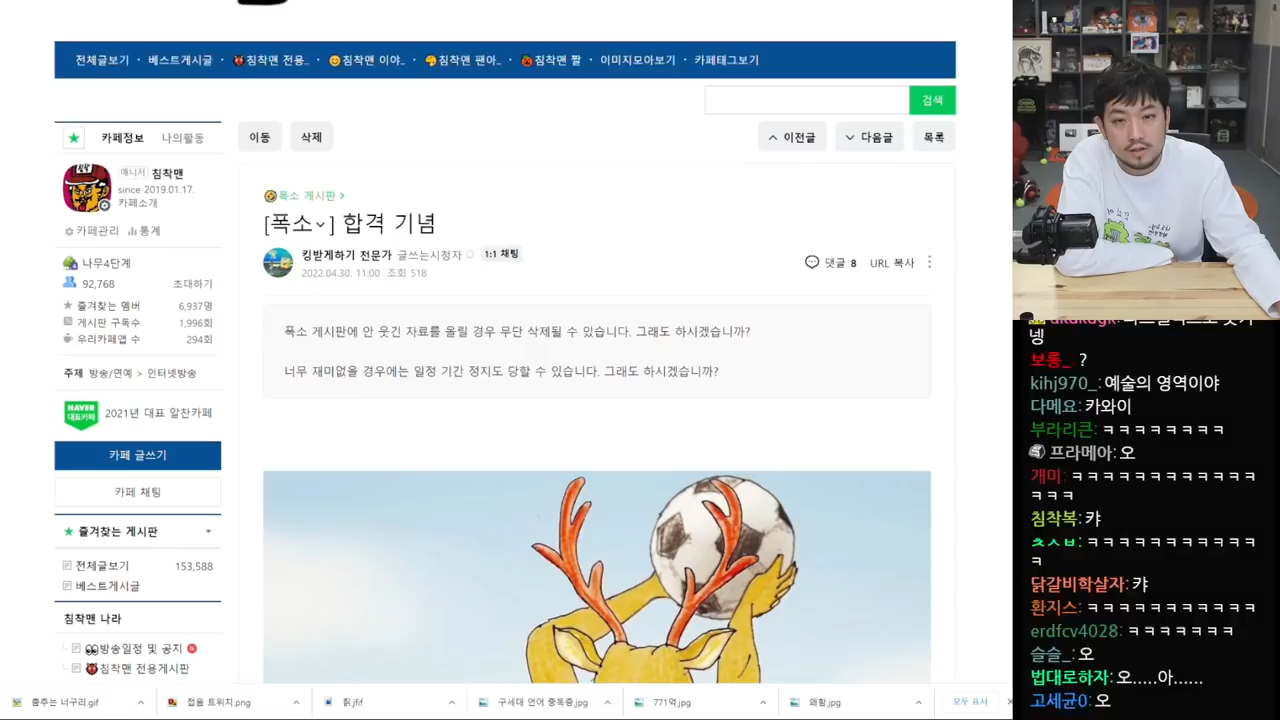 전체글보기 · 베스트게시글 · 침착맨 전용.. · 침착맨 이야.. · 침착맨 팬아.. · 침착맨 짤 · 이미지모아보기 · 카페태그보기
검색
카페정보 나의활동
이동 삭제 이전글 다음글 목록
매니저 침착맨
since 2019.01.17.
카페소개
카페관리 통계
나무4단계
92,768 초대하기
즐겨찾는 멤버 6,937명
게시판 구독수 1,996회
우리카페앱 수 294회
주제 방송/연예 > 인터넷방송
NAVER
대표카페
2021년 대표 알찬카페
카페 글쓰기
카페 채팅
즐겨찾는 게시판
전체글보기 153,588
베스트게시글
침착맨 나라
방송일정 및 공지 N
침착맨 전용게시판
폭소 게시판 >
[폭소] 합격 기념
킹받게하기 전문가 글쓰는시청자 1:1 채팅
2022.04.30. 11:00 조회 518
댓글 8 URL 복사
폭소 게시판에 안 웃긴 자료를 올릴 경우 무단 삭제될 수 있습니다. 그래도 하시겠습니까?
너무 재미없을 경우에는 일정 기간 정지도 당할 수 있습니다. 그래도 하시겠습니까?
넹
보롱_ ?
kihj970_: 예술의 영역이야
다메요: 카와이
부라리큰: ㅋㅋㅋㅋㅋㅋㅋㅋ
프라메아: 오
개미: ㅋㅋㅋㅋㅋㅋㅋㅋㅋㅋㅋㅋ
ㅋㅋㅋ
침착복: 캬
ㅊㅅㅂ: ㅋㅋㅋㅋㅋㅋㅋㅋㅋㅋㅋ
ㅋ
닭갈비학살자: 캬
환지스: ㅋㅋㅋㅋㅋㅋㅋㅋㅋㅋㅋ
erdfcv4028: ㅋㅋㅋㅋㅋㅋㅋ
슬슬_: 오
법대로하자: 오.....아......
고세균0: 오
춤추는 너구리.gif 접음 트위치.png 췱.jfif 구세대 언어 중독증.jpg 771역.jpg 왜황.jpg 모두 표시